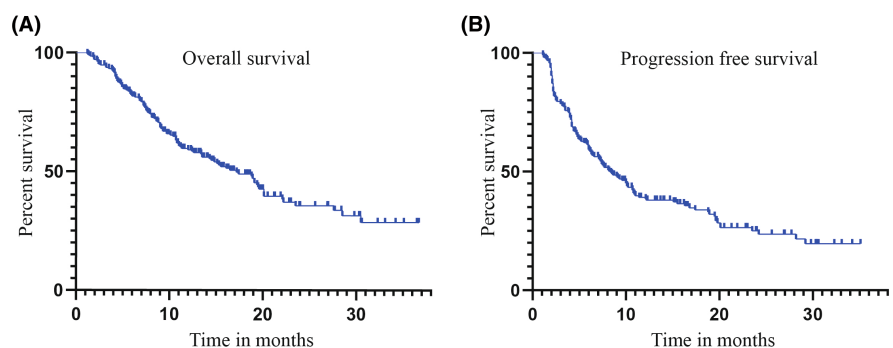 (A)
Overall survival
100
50
0
Percent survival
0 10 20 30
Time in months
(B)
Progression free survival
100
50
0
Percent survival
0 10 20 30
Time in months